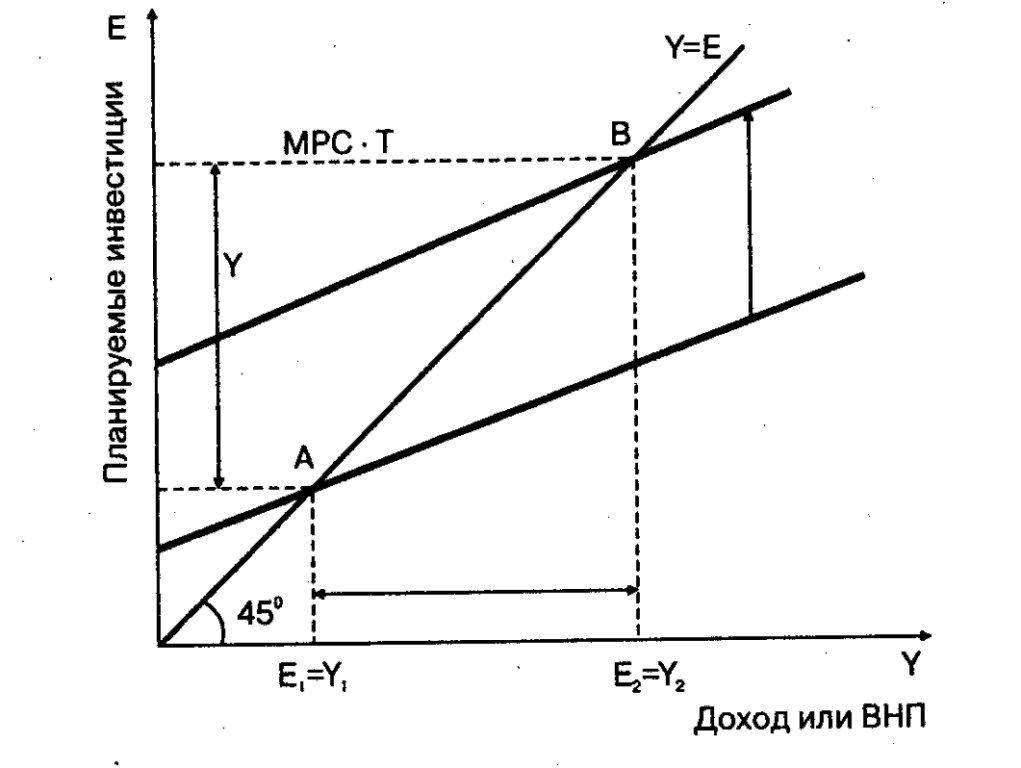 E
Y=E
Планируемые инвестиции
MPC · T
B
Y
A
45⁰
E₁=Y₁
E₂=Y₂
Y
Доход или ВНП